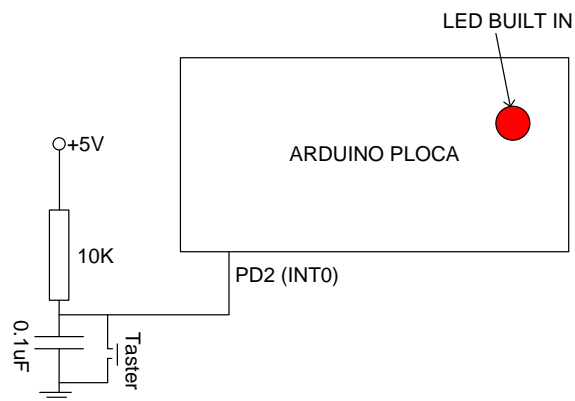 LED BUILT IN
+5V
ARDUINO PLOCA
10K
PD2 (INT0)
0.1uF
Taster